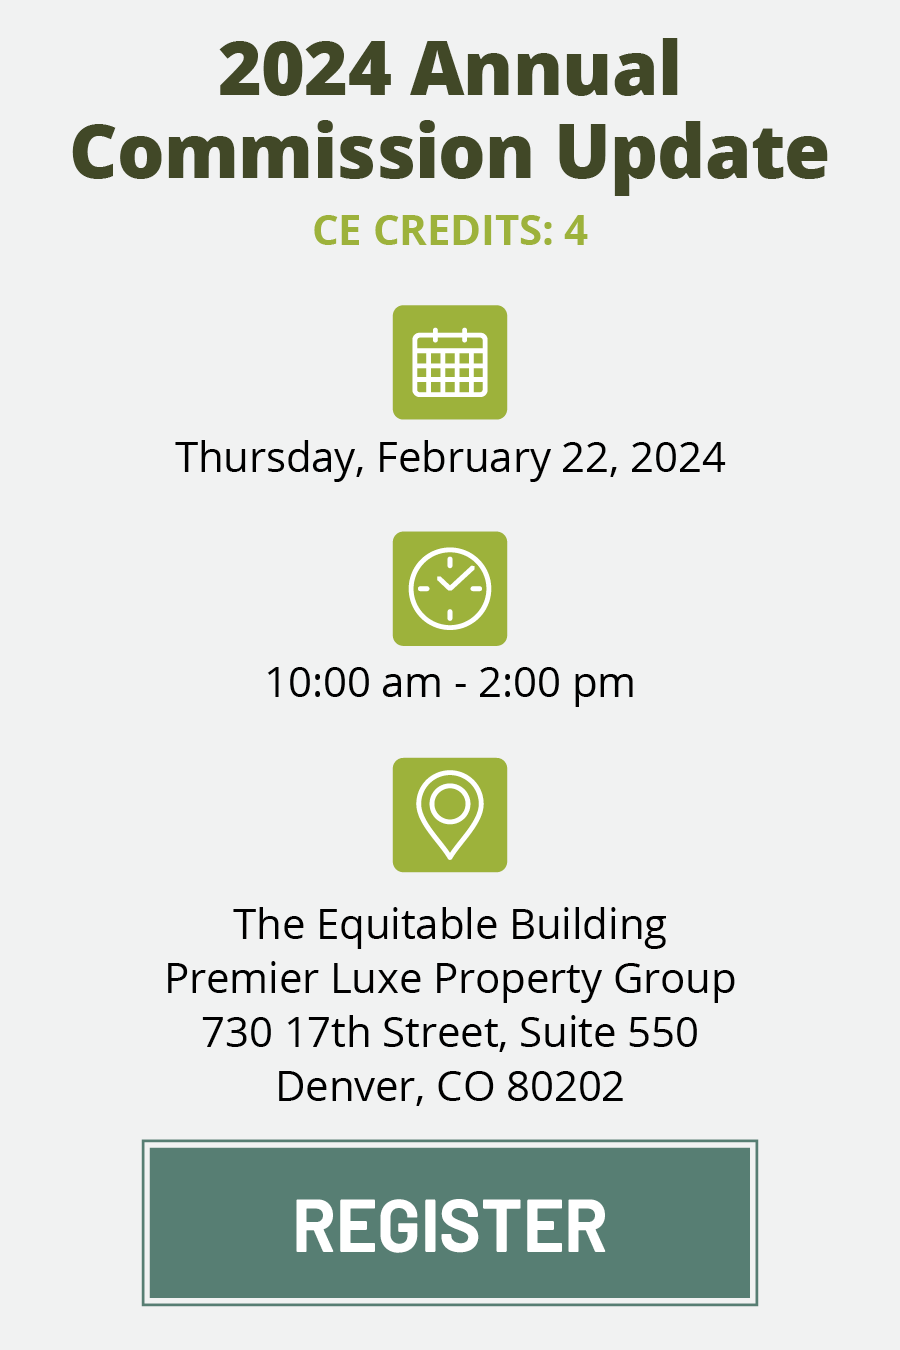 2024 Annual
Commission Update
CE CREDITS: 4
Thursday, February 22, 2024
10:00 am - 2:00 pm
The Equitable Building
Premier Luxe Property Group
730 17th Street, Suite 550
Denver, CO 80202
REGISTER